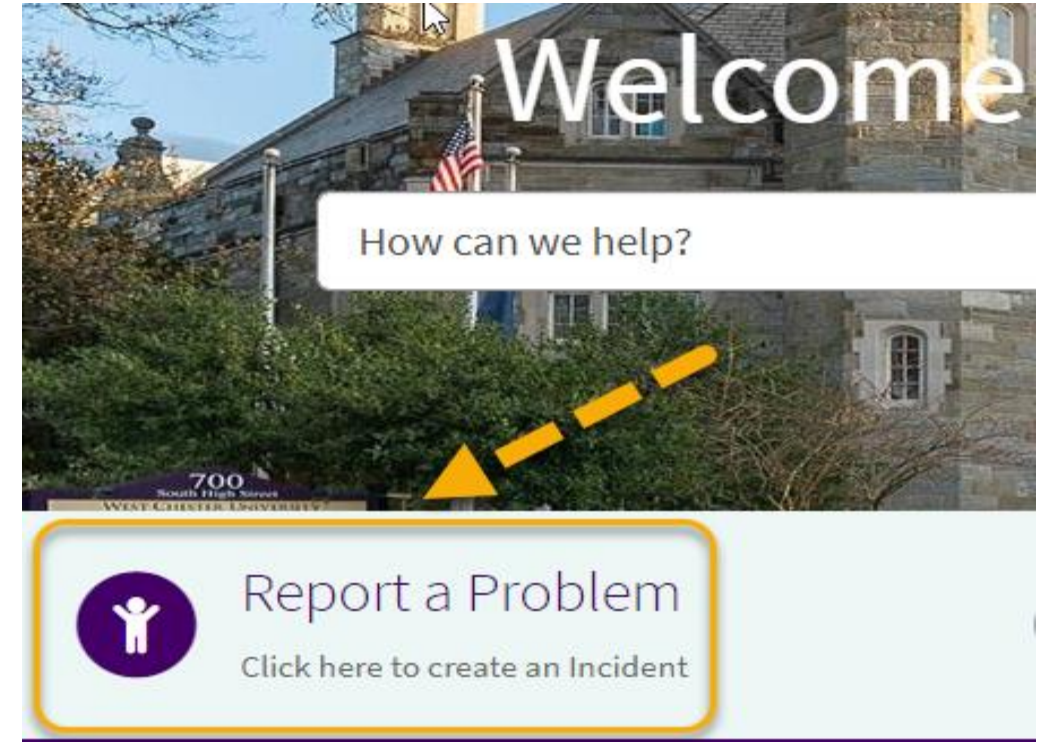 Welcome
How can we help?
700
South High Street
WEST CHESTER UNIVERSITY
Report a Problem
Click here to create an Incident